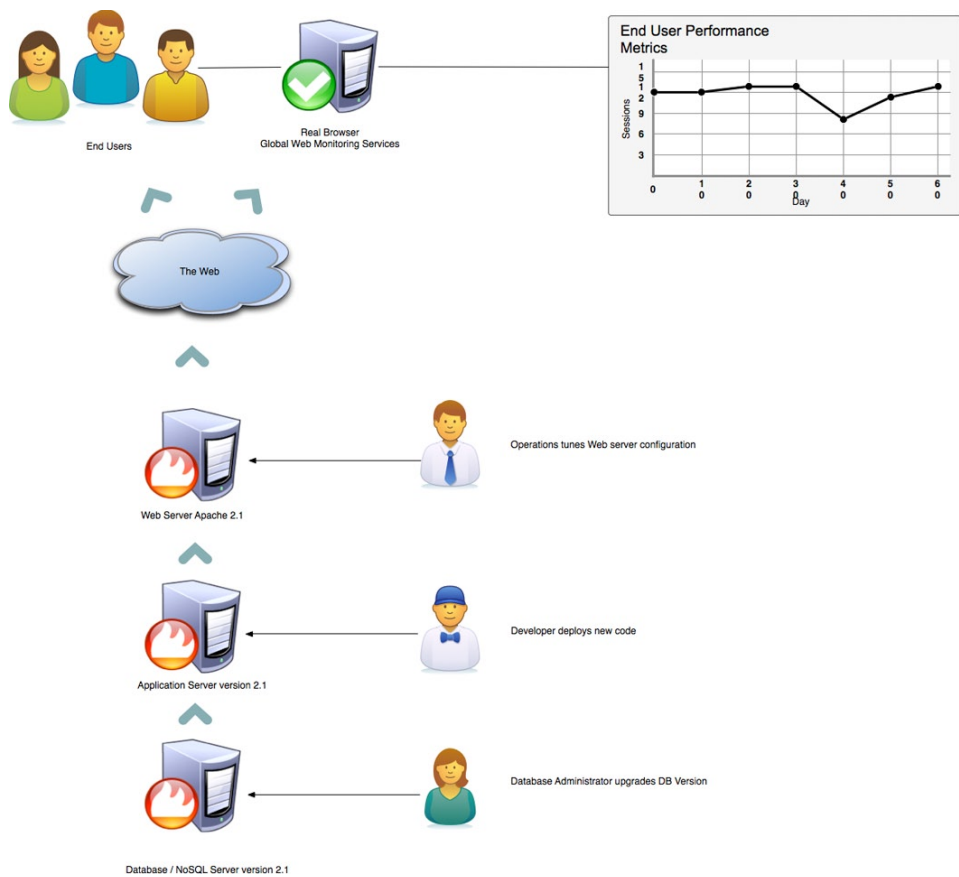 End User Performance
Metrics
1
5
1
2
9
6
3
Sessions
0
1
0
2
0
3
0
4
0
5
0
6
0
Day
End Users
Real Browser
Global Web Monitoring Services
The Web
Operations tunes Web server configuration
Web Server Apache 2.1
Developer deploys new code
Application Server version 2.1
Database Administrator upgrades DB Version
Database / NoSQL Server version 2.1